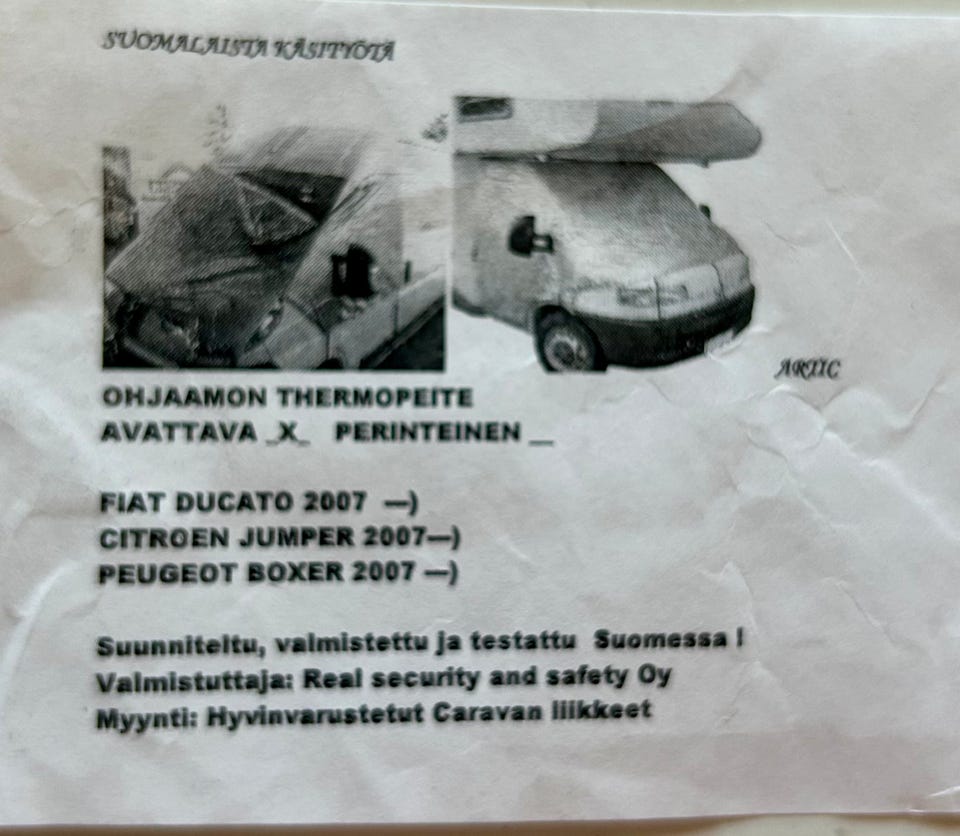 SUOMALAISTA KÄSITYÖTÄ
ARTIC
OHJAAMON THERMOPEITE
AVATTAVA _X_ PERINTEINEN __
FIAT DUCATO 2007 —)
CITROEN JUMPER 2007—)
PEUGEOT BOXER 2007 —)
Suunniteltu, valmistettu ja testattu Suomessa !
Valmistuttaja: Real security and safety Oy
Myynti: Hyvinvarustetut Caravan liikkeet